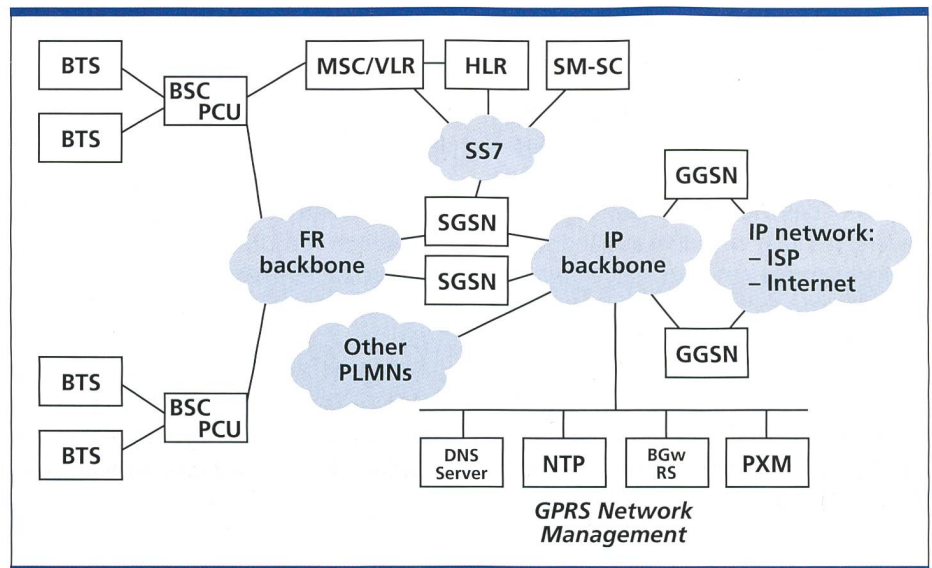 BTS
BTS
BSC
PCU
MSC/VLR
HLR
SM-SC
SS7
GGSN
SGSN
SGSN
FR
backbone
IP
backbone
IP network:
– ISP
– Internet
GGSN
Other
PLMNs
BTS
BTS
BSC
PCU
DNS
Server
NTP
BGw
RS
PXM
GPRS Network
Management